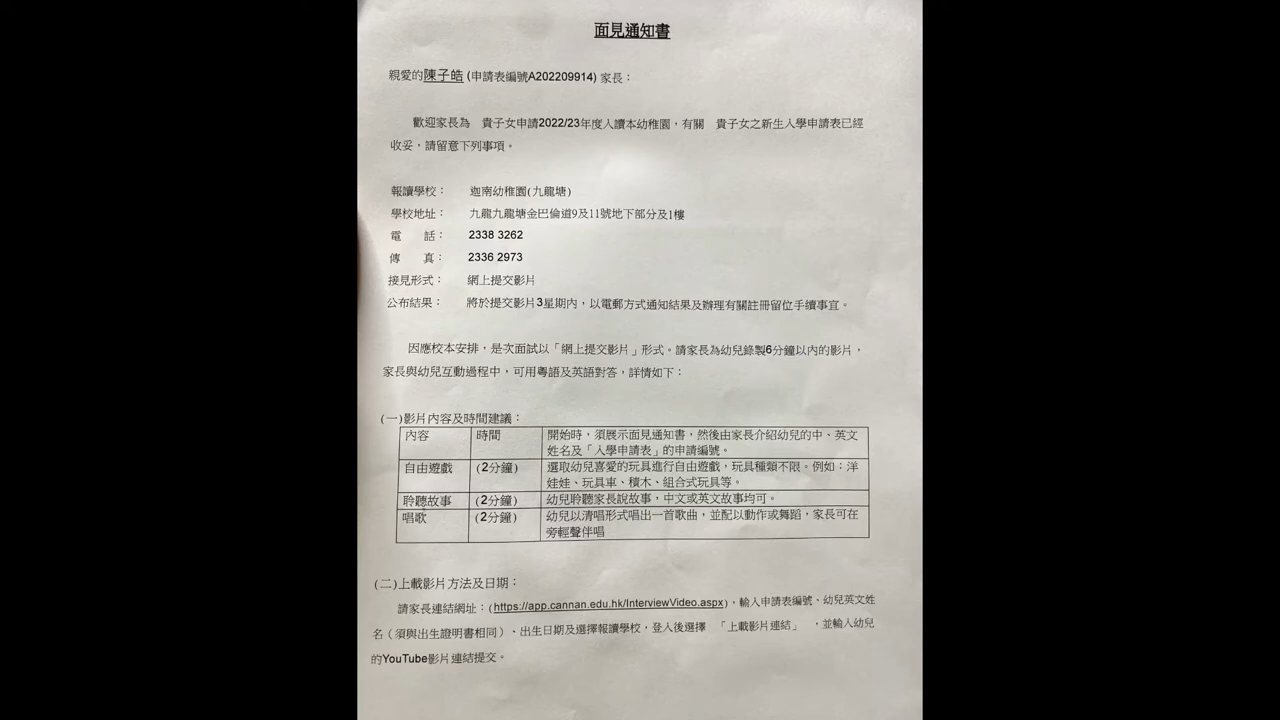 面見通知書
親愛的陳子皓 (申請表編號A202209914) 家長：
歡迎家長為　貴子女申請2022/23年度入讀本幼稚園，有關　貴子女之新生入學申請表已經
收妥，請留意下列事項。
報讀學校：　迦南幼稚園(九龍塘)
學校地址：　九龍九龍塘金巴倫道9及11號地下部分及1樓
電　話：　2338 3262
傳　真：　2336 2973
接見形式：　網上提交影片
公布結果：　將於提交影片3星期內，以電郵方式通知結果及辦理有關註冊留位手續事宜。
因應校本安排，是次面試以「網上提交影片」形式。請家長為幼兒錄製6分鐘以內的影片，
家長與幼兒互動過程中，可用粵語及英語對答，詳情如下：
(一)影片內容及時間建議：
內容　時間　開始時，須展示面見通知書，然後由家長介紹幼兒的中、英文
姓名及「入學申請表」的申請編號。
自由遊戲　(2分鐘)　選取幼兒喜愛的玩具進行自由遊戲，玩具種類不限。例如：洋
娃娃、玩具車、積木、組合式玩具等。
聆聽故事　(2分鐘)　幼兒聆聽家長說故事，中文或英文故事均可。
唱歌　(2分鐘)　幼兒以清唱形式唱出一首歌曲，並配以動作或舞蹈，家長可在
旁輕聲伴唱
(二)上載影片方法及日期：
請家長連結網址：(https://app.cannan.edu.hk/InterviewVideo.aspx)，輸入申請表編號、幼兒英文姓
名（須與出生證明書相同）、出生日期及選擇報讀學校，登入後選擇　「上載影片連結」　，並輸入幼兒
的YouTube影片連結提交。